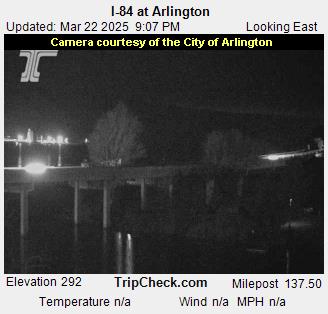 I-84 at Arlington
Updated: Mar 22 2025 9:07 PM Looking East
Camera courtesy of the City of Arlington
Elevation 292 TripCheck.com Milepost 137.50
Temperature n/a Wind n/a MPH n/a